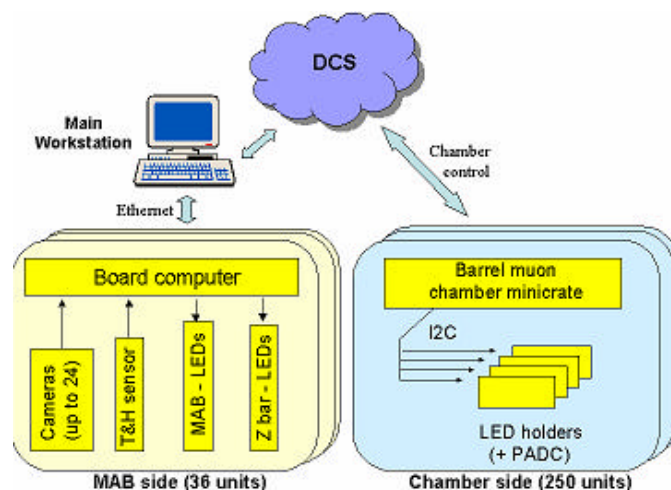 DCS
Main
Workstation
Chamber
control
Ethernet
Board computer
Cameras
(up to 24)
T&H sensor
MAB - LEDs
Z bar - LEDs
MAB side (36 units)
Barrel muon
chamber minicrate
I2C
LED holders
(+ PADC)
Chamber side (250 units)